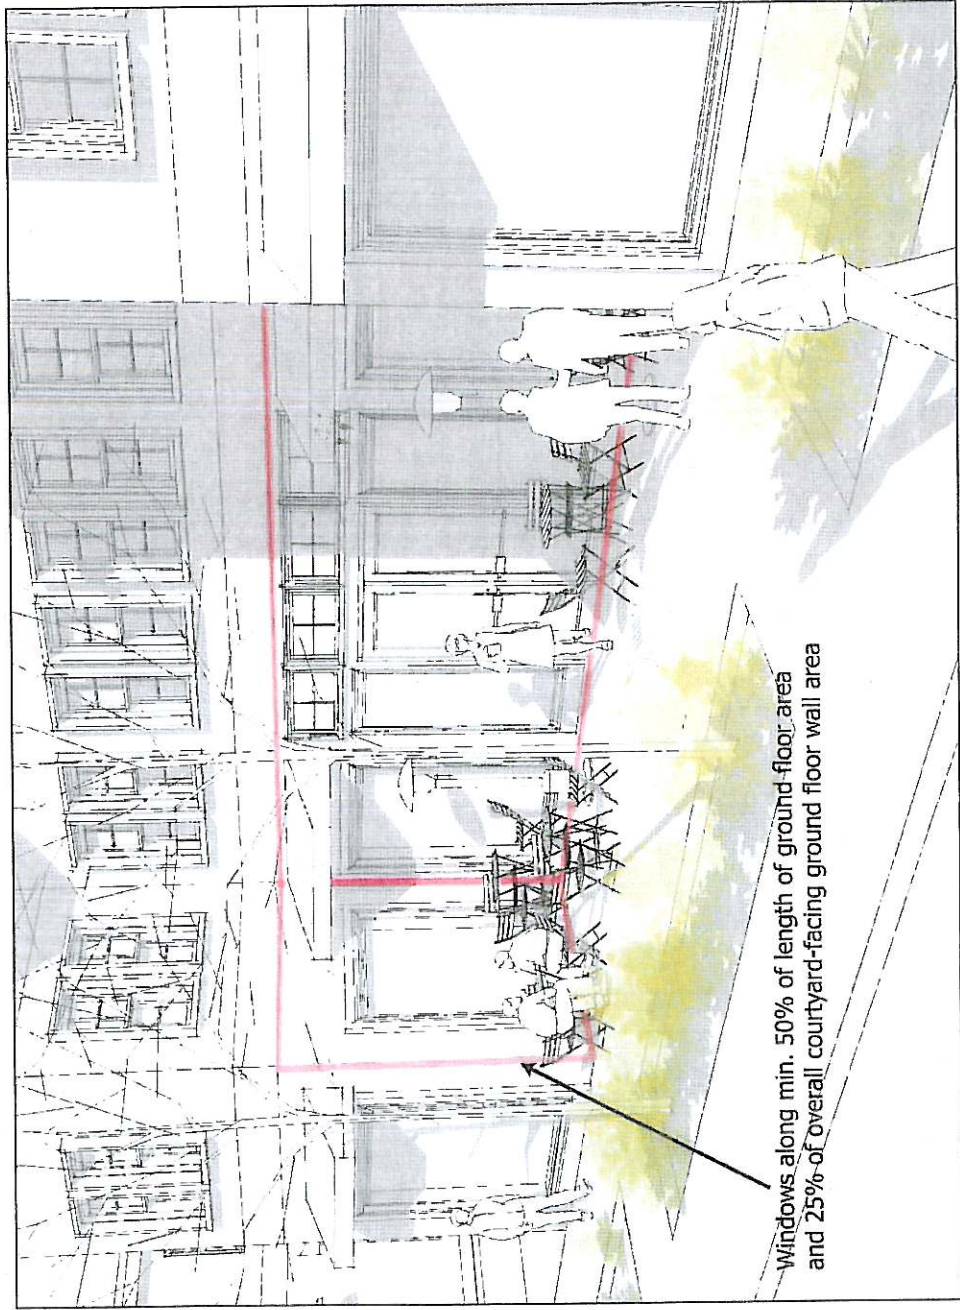 Windows along min. 50% of length of ground floor area
and 25% of overall courtyard-facing ground floor wall area